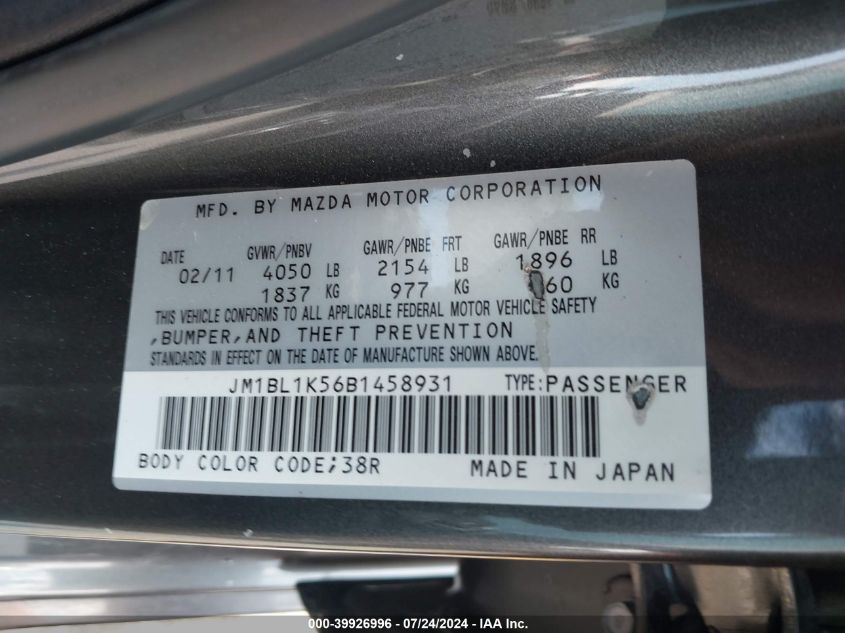 MFD. BY MAZDA MOTOR CORPORATION
DATE GVWR/PNBV GAWR/PNBE FRT GAWR/PNBE RR
02/11 4050 LB 2154 LB 1896 LB
1837 KG 977 KG 60 KG
THIS VEHICLE CONFORMS TO ALL APPLICABLE FEDERAL MOTOR VEHICLE SAFETY
,BUMPER,AND THEFT PREVENTION
STANDARDS IN EFFECT ON THE DATE OF MANUFACTURE SHOWN ABOVE.
JM1BL1K56B1458931 TYPE:PASSENGER
BODY COLOR CODE;38R MADE IN JAPAN
000-39926996 - 07/24/2024 - IAA Inc.